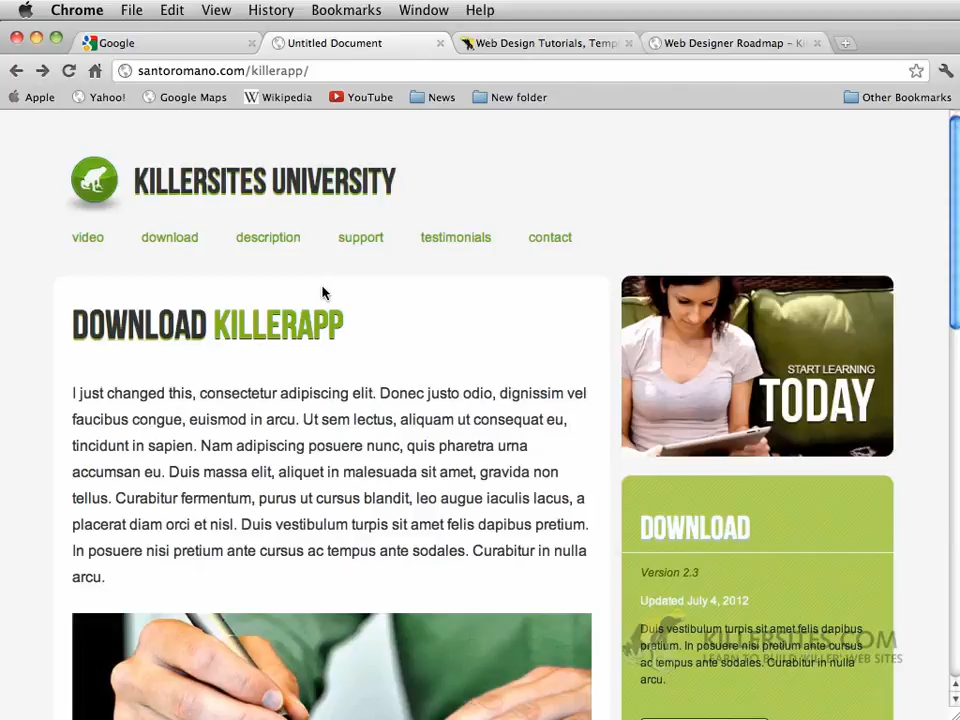 Chrome File Edit View History Bookmarks Window Help
Google
Untitled Document
Web Design Tutorials, Temp
Web Designer Roadmap - Ki
santoromano.com/killerapp/
Apple Yahoo! Google Maps Wikipedia YouTube News New folder Other Bookmarks
KILLERSITES UNIVERSITY
video download description support testimonials contact
DOWNLOAD KILLERAPP
I just changed this, consectetur adipiscing elit. Donec justo odio, dignissim vel
faucibus congue, euismod in arcu. Ut sem lectus, aliquam ut consequat eu,
tincidunt in sapien. Nam adipiscing posuere nunc, quis pharetra urna
accumsan eu. Duis massa elit, aliquet in malesuada sit amet, gravida non
tellus. Curabitur fermentum, purus ut cursus blandit, leo augue iaculis lacus, a
placerat diam orci et nisl. Duis vestibulum turpis sit amet felis dapibus pretium.
In posuere nisi pretium ante cursus ac tempus ante sodales. Curabitur in nulla
arcu.
START LEARNING
TODAY
DOWNLOAD
Version 2.3
Updated July 4, 2012
Duis vestibulum turpis sit amet felis dapibus
pretium. In posuere nisi pretium ante cursus
ac tempus ante sodales. Curabitur in nulla
arcu.
KILLERSITES.COM
LEARN TO BUILD 'KILLER' WEB SITES